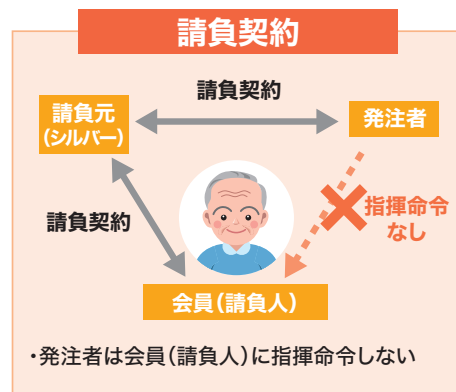 請負契約
請負契約
請負元
(シルバー)
発注者
請負契約
指揮命令
なし
会員(請負人)
・発注者は会員(請負人)に指揮命令しない